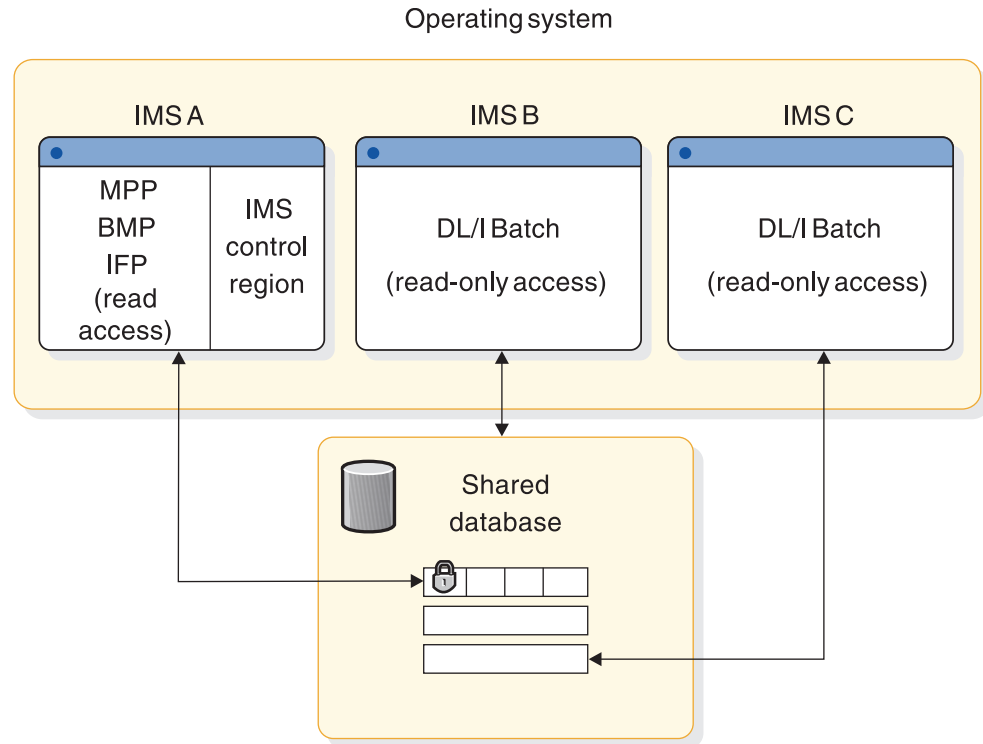 Operating system
IMS A
IMS B
IMS C
MPP
BMP
IFP
(read
access)
IMS
control
region
DL/I Batch
(read-only access)
DL/I Batch
(read-only access)
Shared
database